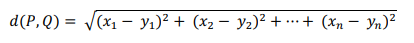 d(P,Q) = √(x₁ − y₁)² + (x₂ − y₂)² + ⋯ + (xₙ − yₙ)²